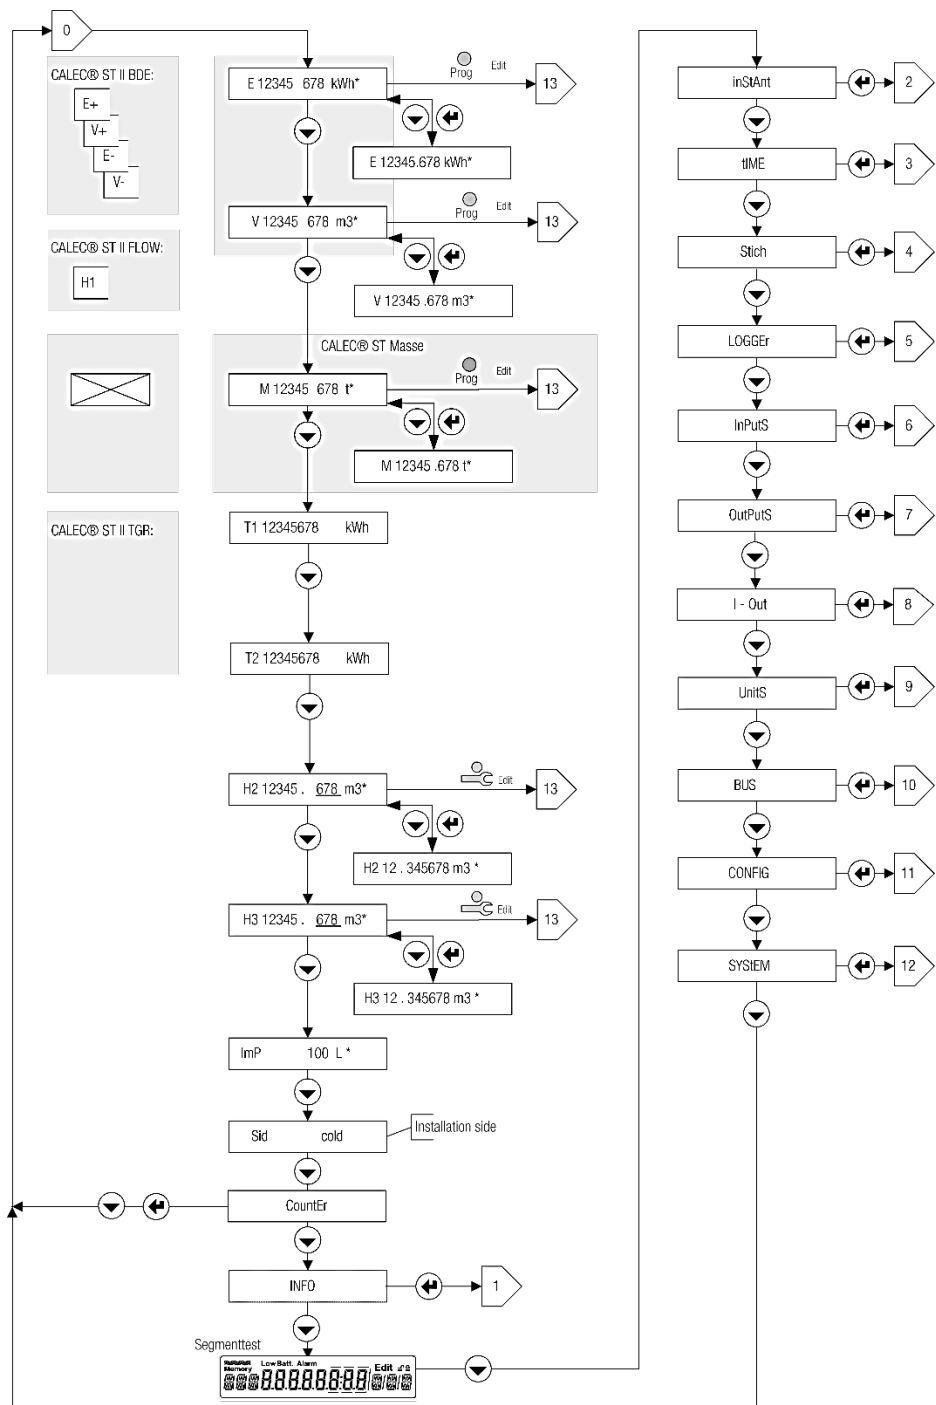 0
CALEC® ST II BDE:
E+
V+
E-
V-
E 12345 678 kWh*
Prog
Edit
13
E 12345.678 kWh*
V 12345 678 m3*
Prog
Edit
13
V 12345 .678 m3*
CALEC® ST II FLOW:
H1
CALEC® ST Masse
M 12345 678 t*
Prog
Edit
13
M 12345 .678 t*
CALEC® ST II TGR:
T1 12345678 kWh
T2 12345678 kWh
H2 12345 . 678 m3*
Edit
13
H2 12 . 345678 m3 *
H3 12345 . 678 m3*
Edit
13
H3 12 . 345678 m3 *
ImP 100 L *
Sid cold
Installation side
CountEr
INFO
1
Segmenttest
Low Batt. Alarm
Memory
Edit
inStAnt
2
tIME
3
Stich
4
LOGGEr
5
InPutS
6
OutPutS
7
I - Out
8
UnitS
9
BUS
10
CONFIG
11
SYStEM
12